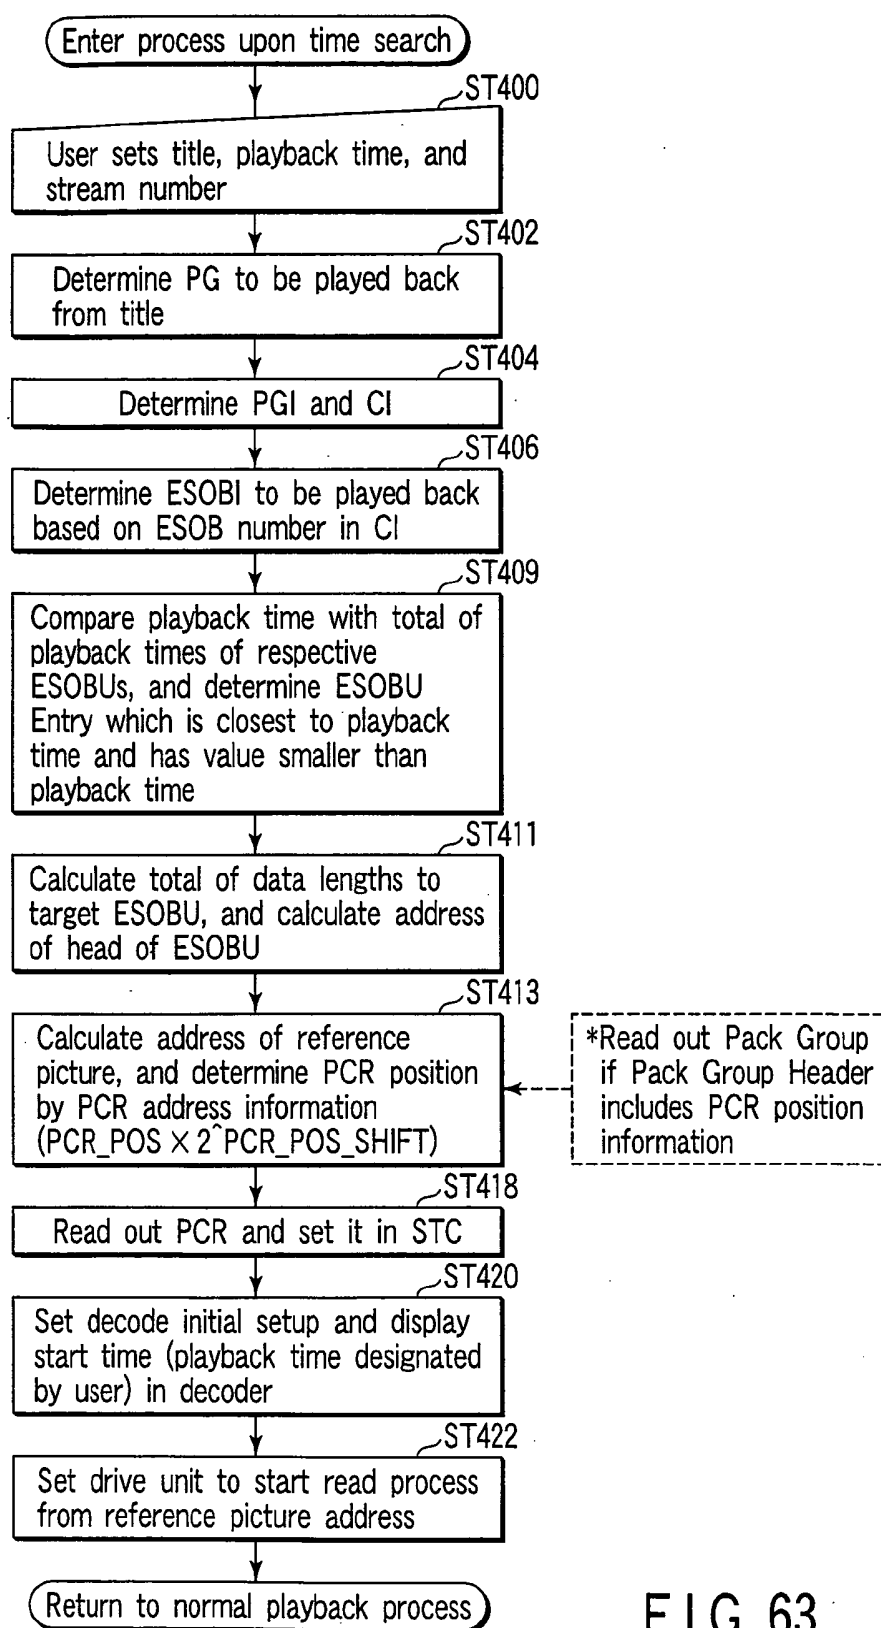 Enter process upon time search
ST400
User sets title, playback time, and
stream number
ST402
Determine PG to be played back
from title
ST404
Determine PGI and CI
ST406
Determine ESOBI to be played back
based on ESOB number in CI
ST409
Compare playback time with total of
playback times of respective
ESOBUs, and determine ESOBU
Entry which is closest to playback
time and has value smaller than
playback time
ST411
Calculate total of data lengths to
target ESOBU, and calculate address
of head of ESOBU
ST413
Calculate address of reference
picture, and determine PCR position
by PCR address information
(PCR_POS × 2^PCR_POS_SHIFT)
*Read out Pack Group
if Pack Group Header
includes PCR position
information
ST418
Read out PCR and set it in STC
ST420
Set decode initial setup and display
start time (playback time designated
by user) in decoder
ST422
Set drive unit to start read process
from reference picture address
Return to normal playback process
FIG. 63